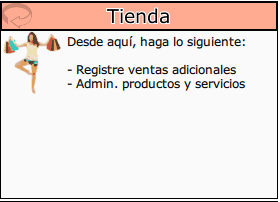 Tienda
Desde aquí, haga lo siguiente:
- Registre ventas adicionales
- Admin. productos y servicios